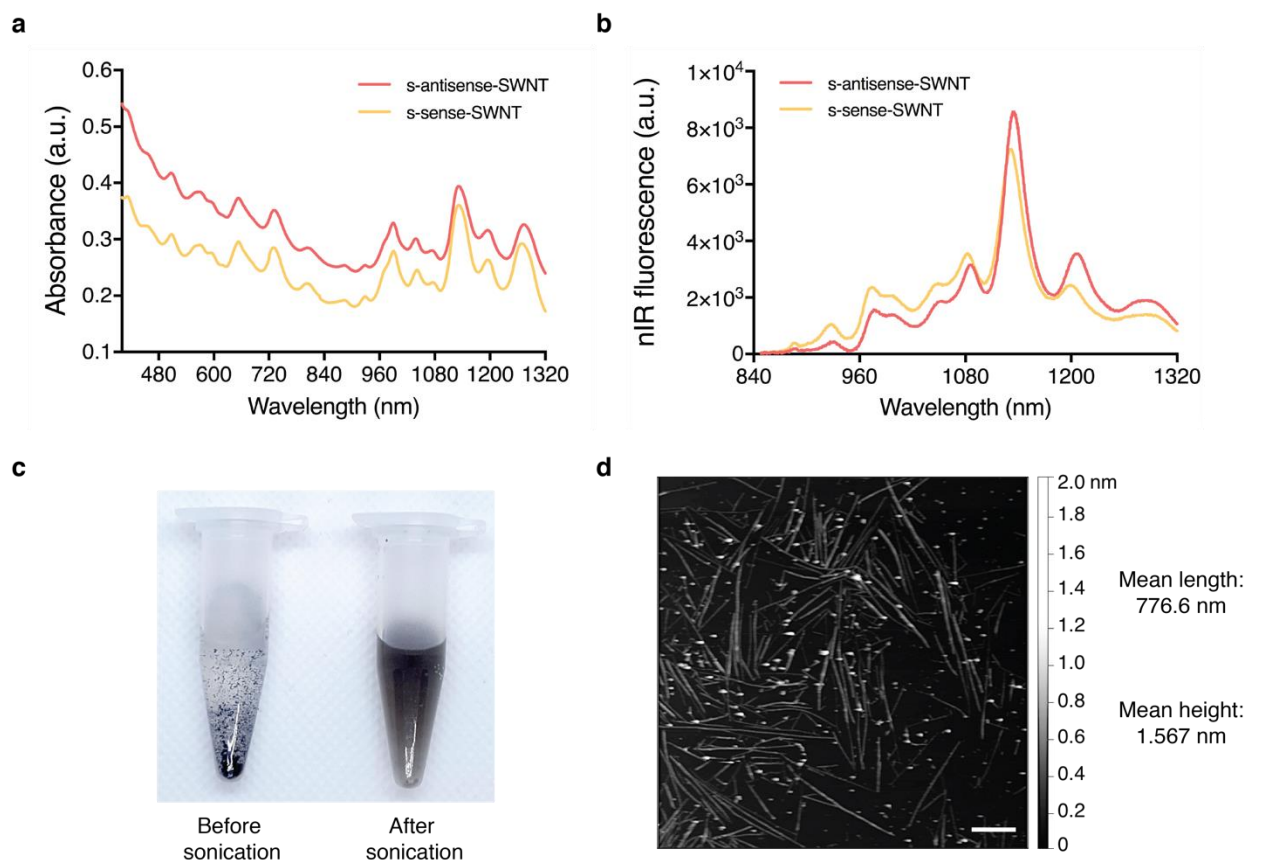 a
0.6
0.5
0.4
0.3
0.2
0.1
Absorbance (a.u.)
s-antisense-SWNT
s-sense-SWNT
480 600 720 840 960 1080 1200 1320
Wavelength (nm)
b
1×10⁴
8×10³
6×10³
4×10³
2×10³
0
nIR fluorescence (a.u.)
s-antisense-SWNT
s-sense-SWNT
840 960 1080 1200 1320
Wavelength (nm)
c
Before
sonication
After
sonication
d
2.0 nm
1.8
1.6
1.4
1.2
1.0
0.8
0.6
0.4
0.2
0
Mean length:
776.6 nm
Mean height:
1.567 nm